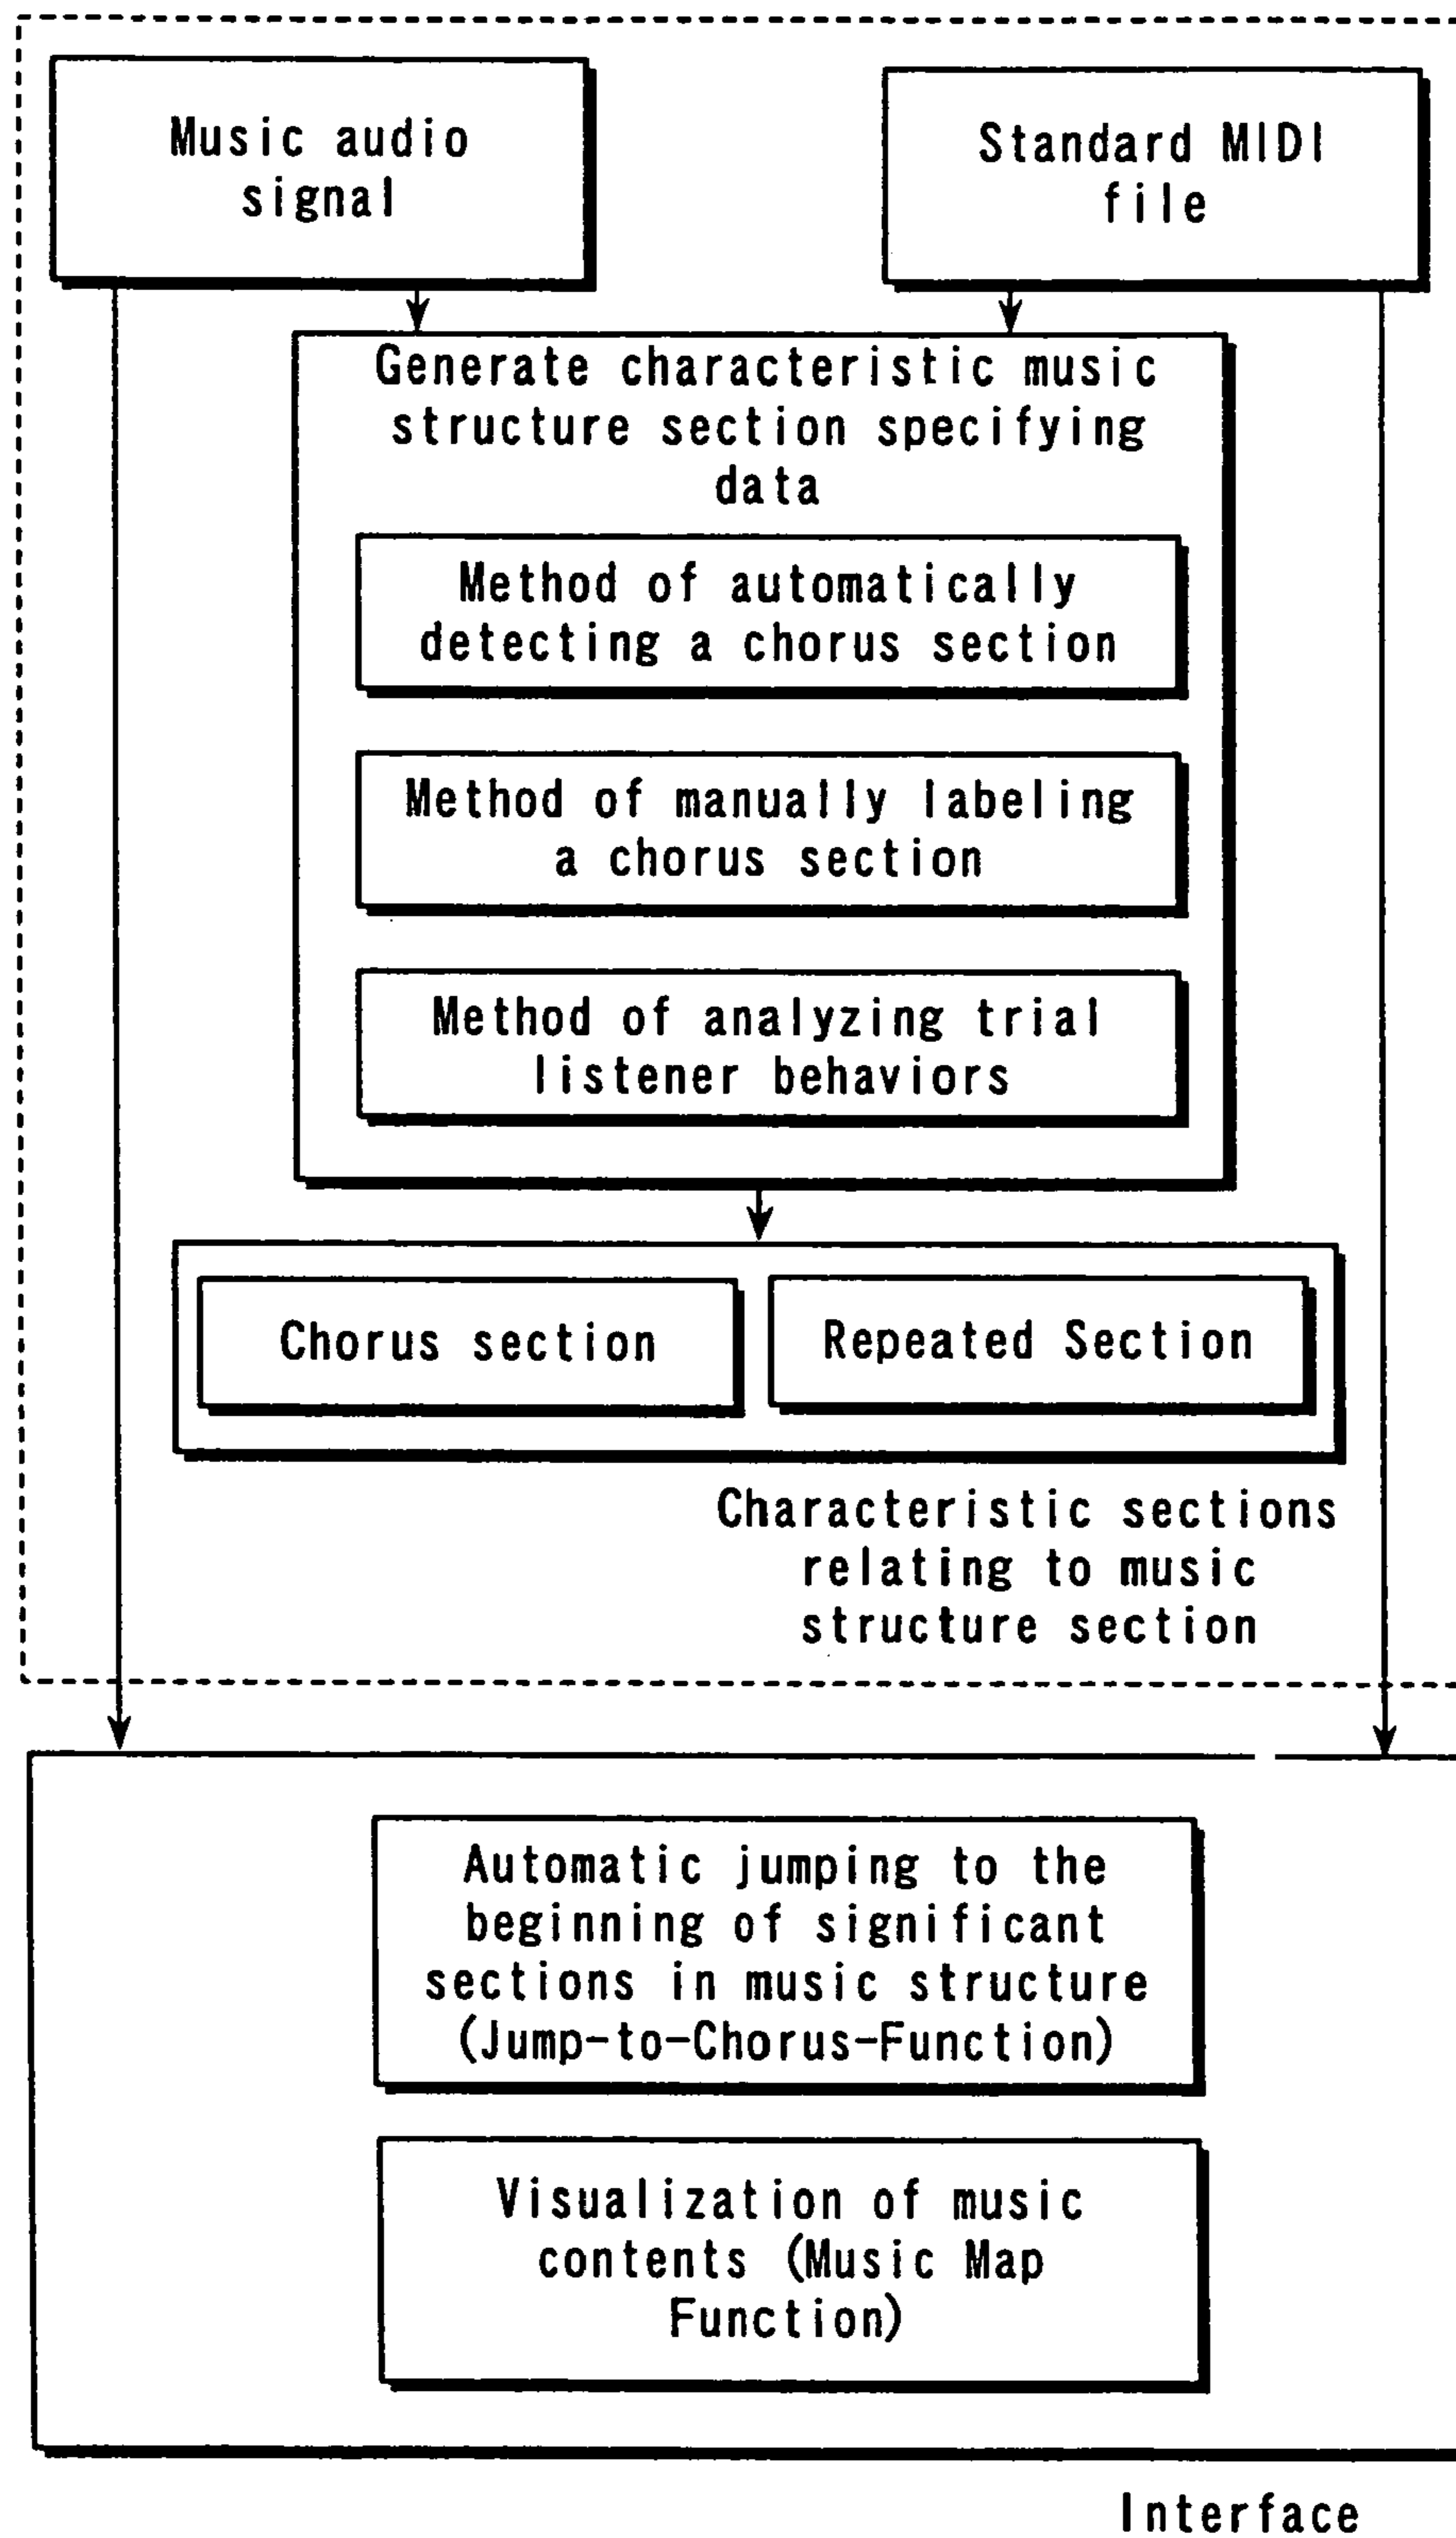 Music audio
signal
Standard MIDI
file
Generate characteristic music
structure section specifying
data
Method of automatically
detecting a chorus section
Method of manually labeling
a chorus section
Method of analyzing trial
listener behaviors
Chorus section
Repeated Section
Characteristic sections
relating to music
structure section
Automatic jumping to the
beginning of significant
sections in music structure
(Jump-to-Chorus-Function)
Visualization of music
contents (Music Map
Function)
Interface